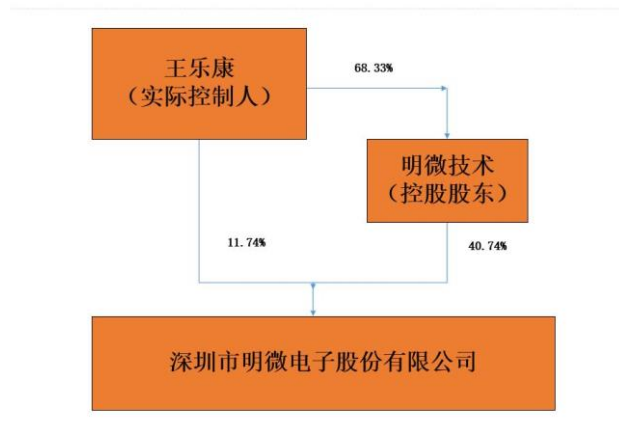 王乐康
（实际控制人）
68.33%
明微技术
（控股股东）
11.74%
40.74%
深圳市明微电子股份有限公司